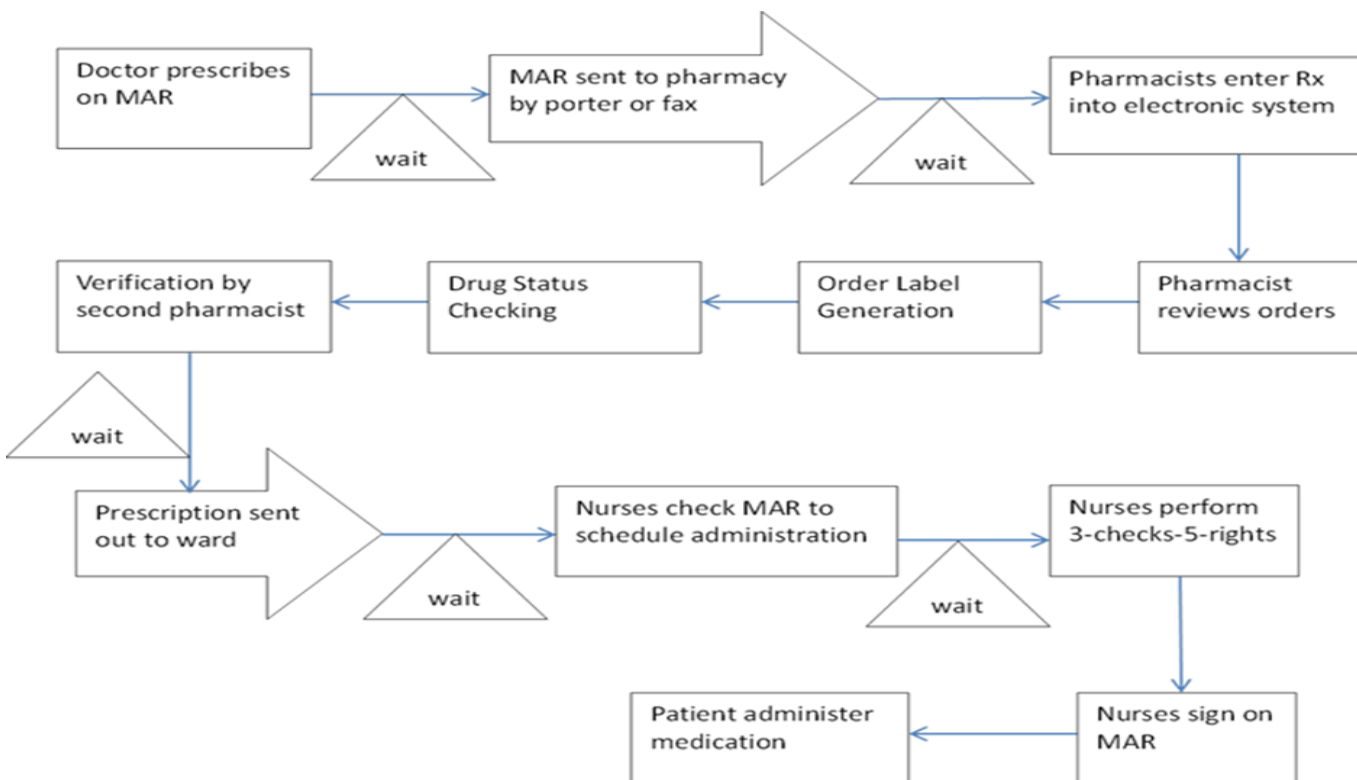 Doctor prescribes
on MAR
wait
MAR sent to pharmacy
by porter or fax
wait
Pharmacists enter Rx
into electronic system
Pharmacist
reviews orders
Order Label
Generation
Drug Status
Checking
Verification by
second pharmacist
wait
Prescription sent
out to ward
wait
Nurses check MAR to
schedule administration
wait
Nurses perform
3-checks-5-rights
Nurses sign on
MAR
Patient administer
medication